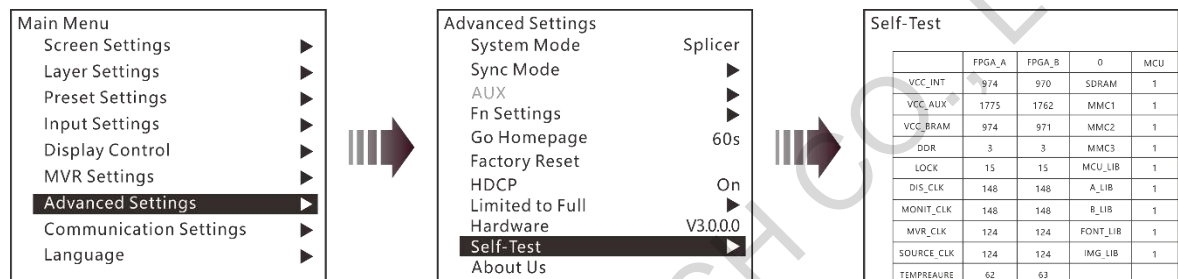 Main Menu
Screen Settings
Layer Settings
Preset Settings
Input Settings
Display Control
MVR Settings
Advanced Settings
Communication Settings
Language
Advanced Settings
System Mode Splicer
Sync Mode
AUX
Fn Settings
Go Homepage 60s
Factory Reset
HDCP On
Limited to Full
Hardware V3.0.0.0
Self-Test
About Us
Self-Test
FPGA_A FPGA_B 0 MCU
VCC_INT 974 970 SDRAM 1
VCC_AUX 1775 1762 MMC1 1
VCC_BRAM 974 971 MMC2 1
DDR 3 3 MMC3 1
LOCK 15 15 MCU_LIB 1
DIS_CLK 148 148 A_LIB 1
MONIT_CLK 148 148 B_LIB 1
MVR_CLK 124 124 FONT_LIB 1
SOURCE_CLK 124 124 IMG_LIB 1
TEMPREAURE 62 63
CH CO., L